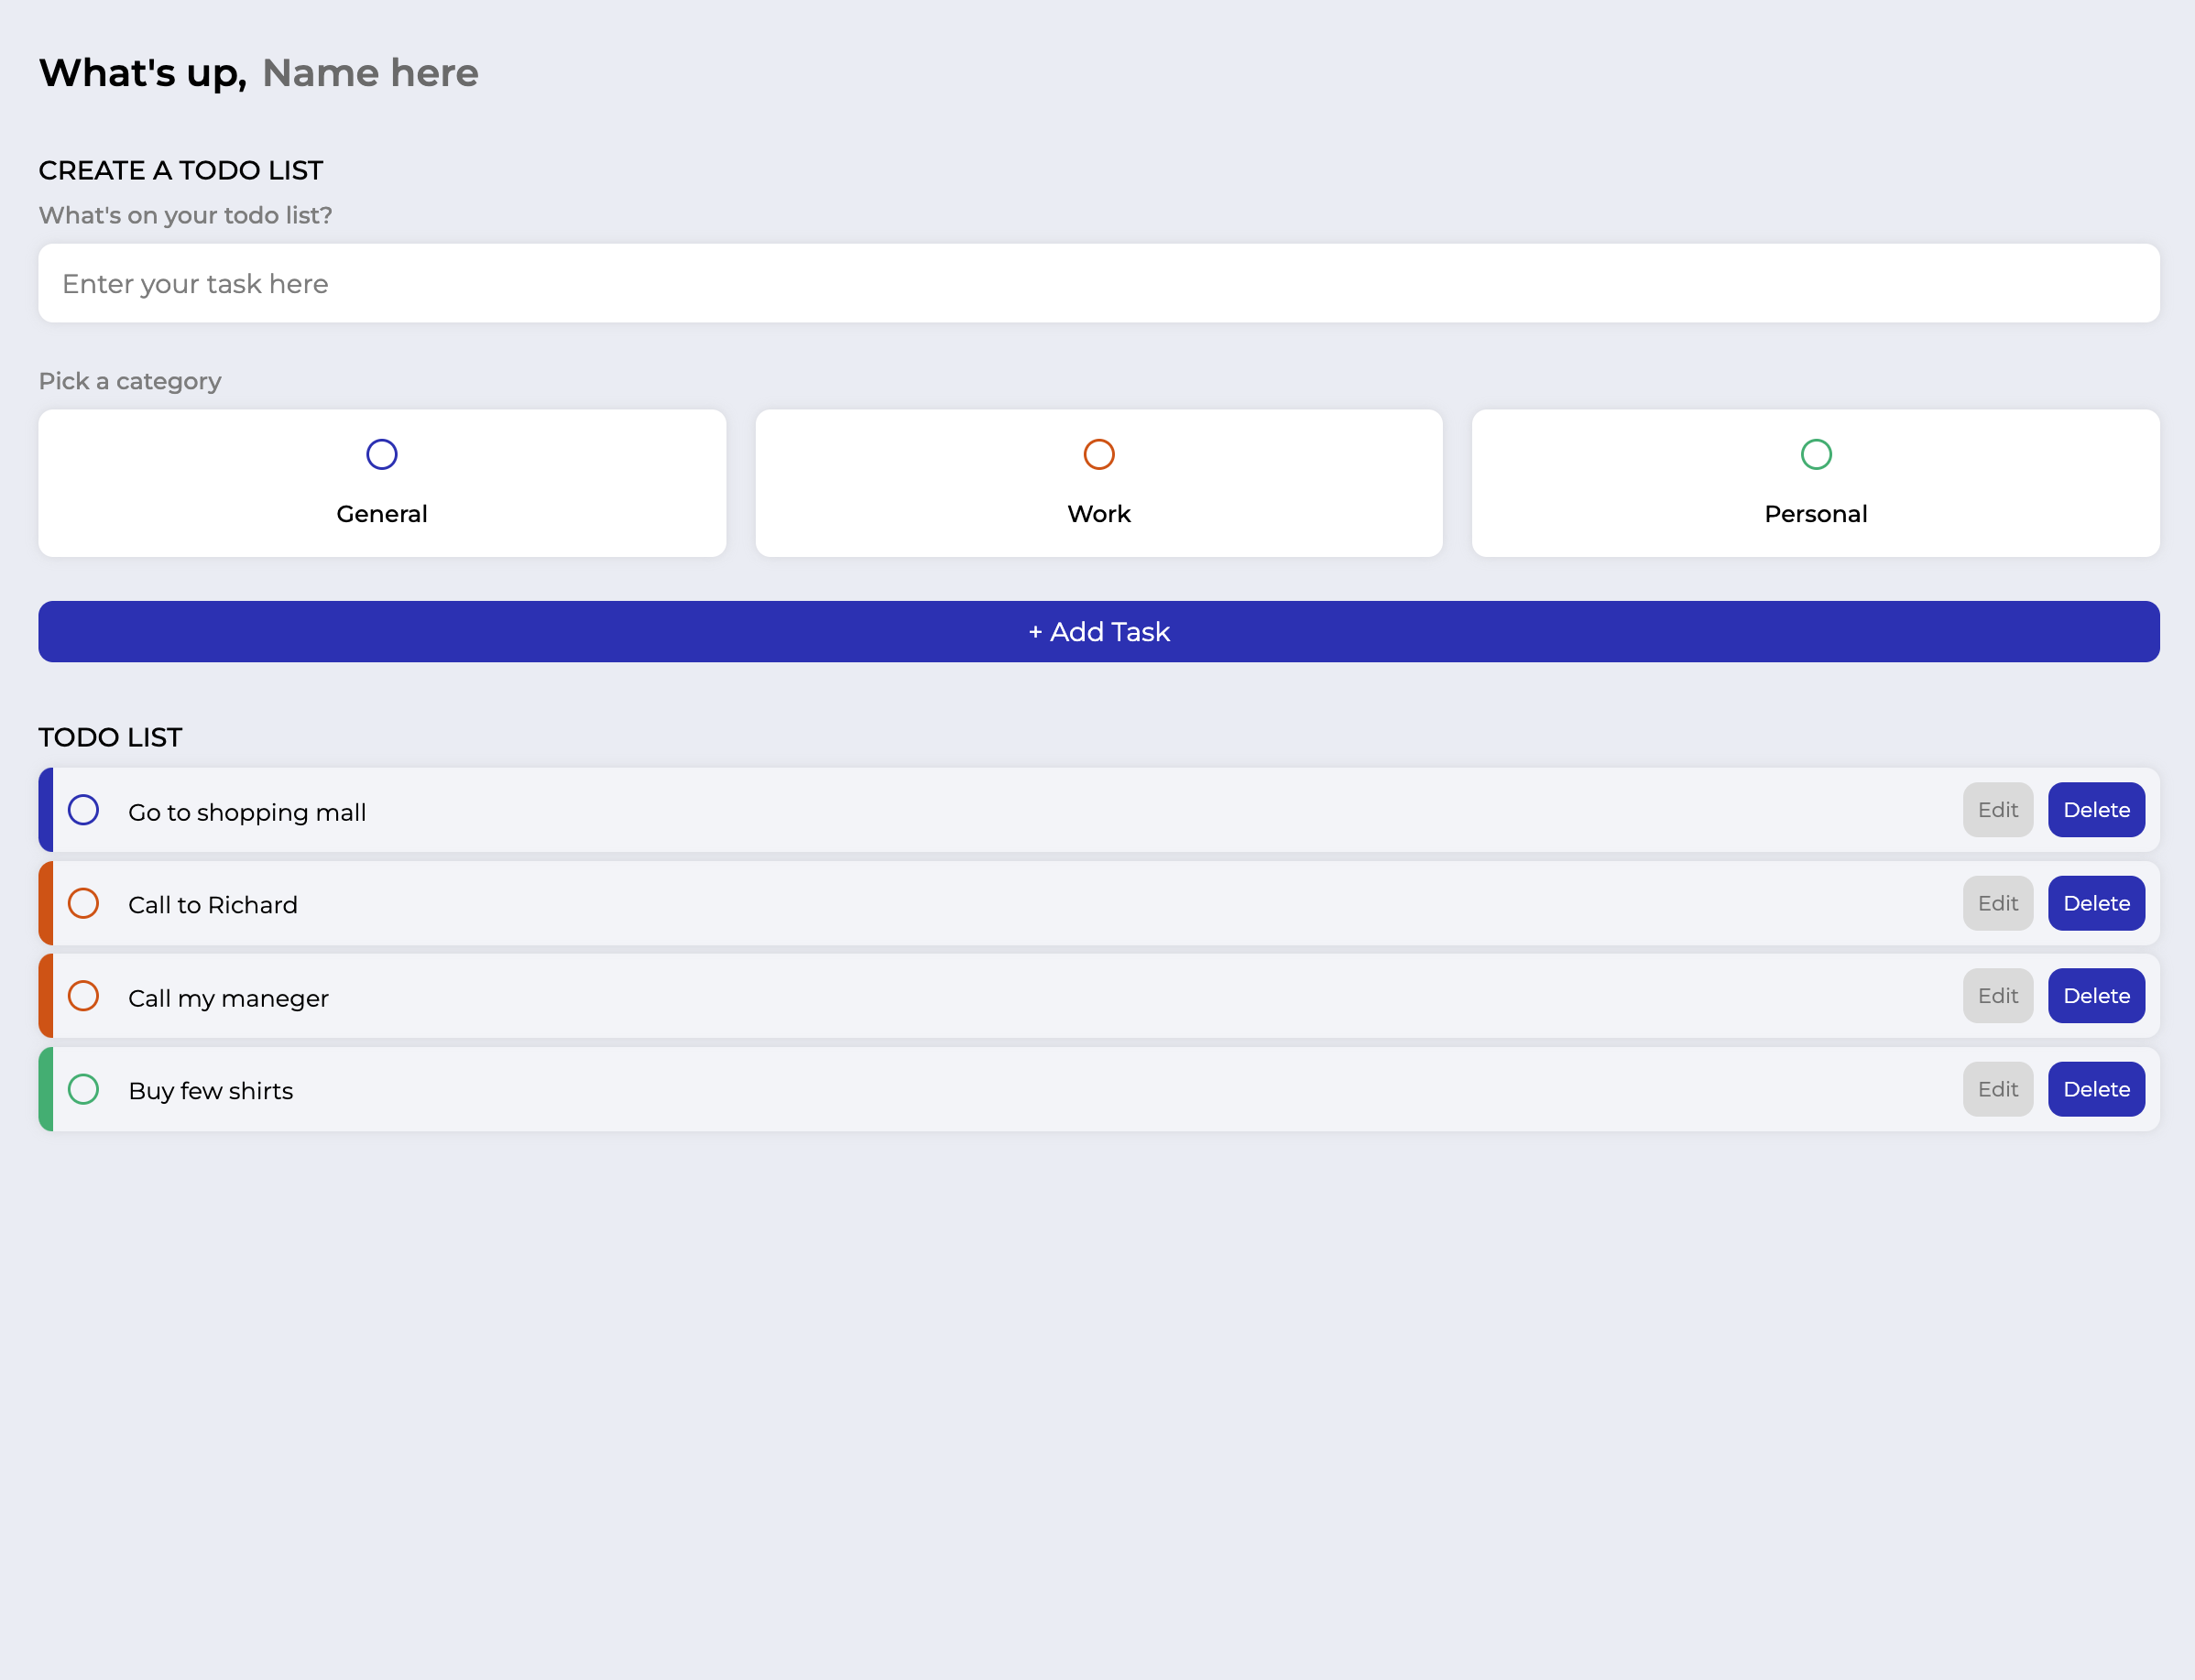 What's up, Name here
CREATE A TODO LIST
What's on your todo list?
Enter your task here
Pick a category
General Work Personal
+ Add Task
TODO LIST
Go to shopping mall Edit Delete
Call to Richard Edit Delete
Call my maneger Edit Delete
Buy few shirts Edit Delete